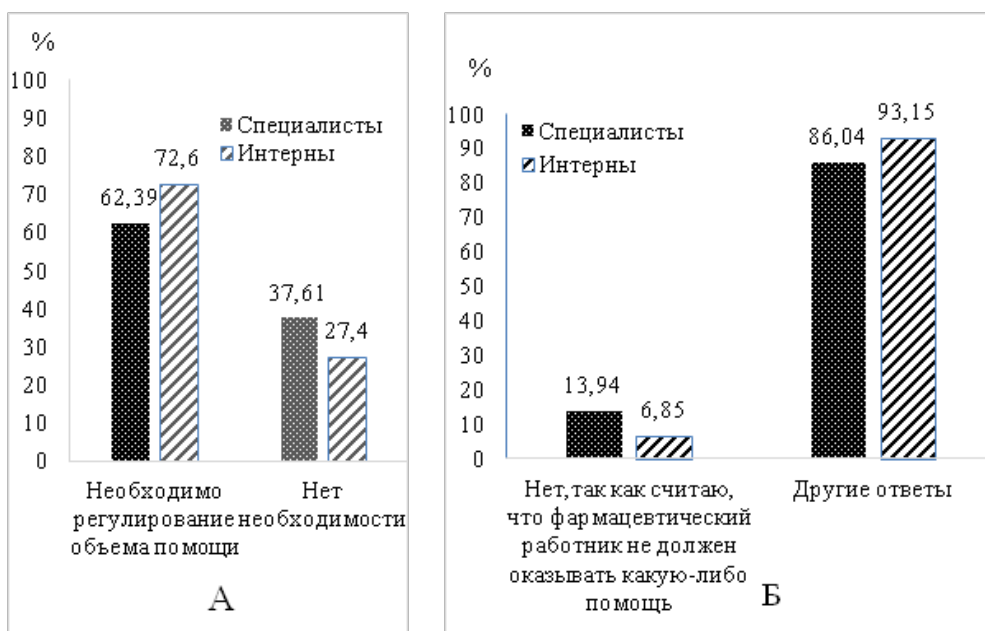 %
100
90
80
70
60
50
40
30
20
10
0
Специалисты
Интерны
62,39
72,6
37,61
27,4
Необходимо
регулирование
объема помощи
Нет
необходимости
А
%
100
90
80
70
60
50
40
30
20
10
0
Специалисты
Интерны
13,94
6,85
86,04
93,15
Нет, так как считаю,
что фармацевтический
работник не должен
оказывать какую-либо
помощь
Другие ответы
Б